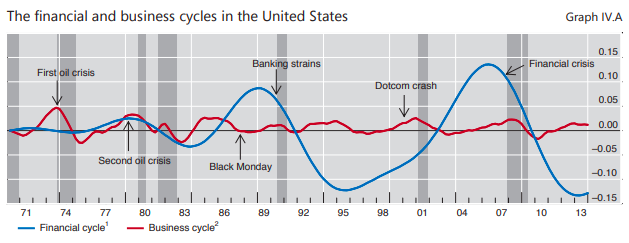 The financial and business cycles in the United States
Graph IV.A
First oil crisis
Banking strains
Dotcom crash
Financial crisis
Second oil crisis
Black Monday
0.15
0.10
0.05
0.00
–0.05
–0.10
–0.15
71 74 77 80 83 86 89 92 95 98 01 04 07 10 13
Financial cycle¹ Business cycle²